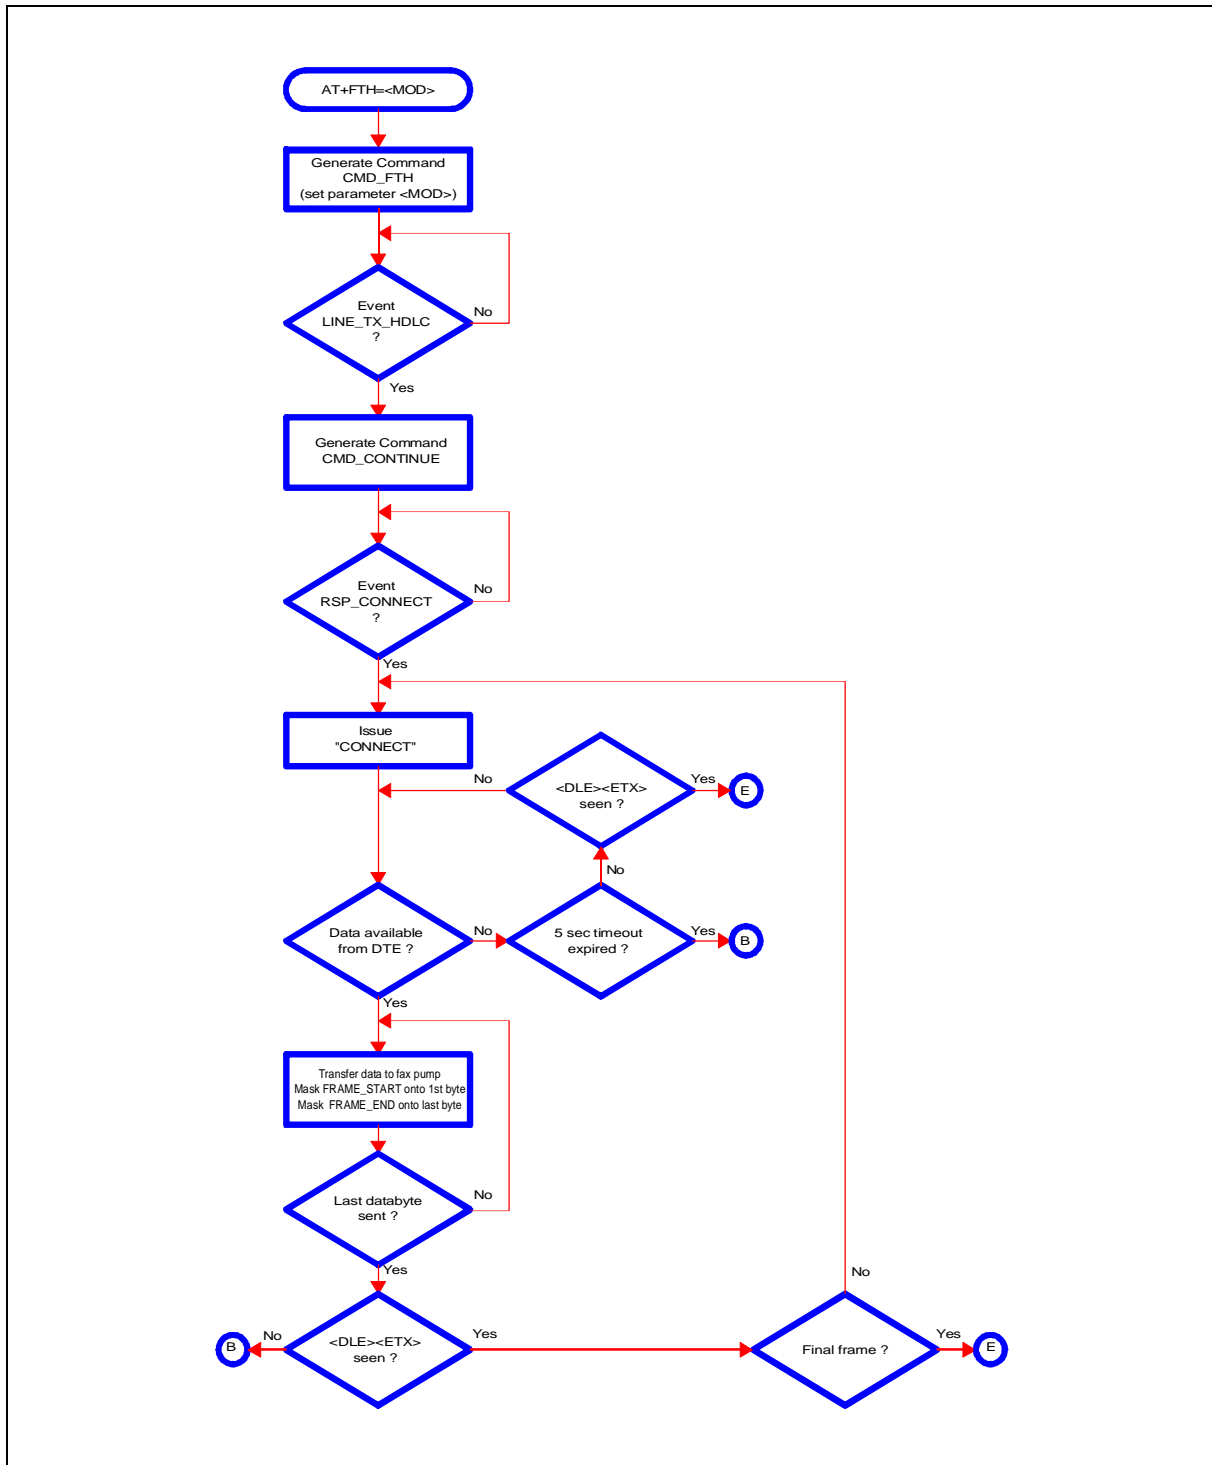 AT+FTH=<MOD>
Generate Command
CMD_FTH
(set parameter <MOD>)
Event
LINE_TX_HDLC
?
No
Yes
Generate Command
CMD_CONTINUE
Event
RSP_CONNECT
?
No
Yes
Issue
"CONNECT"
No
<DLE><ETX>
seen ?
Yes
E
No
Data available
from DTE ?
No
5 sec timeout
expired ?
Yes
B
Yes
Transfer data to fax pump
Mask FRAME_START onto 1st byte
Mask FRAME_END onto last byte
Last databyte
sent ?
No
Yes
No
B
No
<DLE><ETX>
seen ?
Yes
Final frame ?
Yes
E